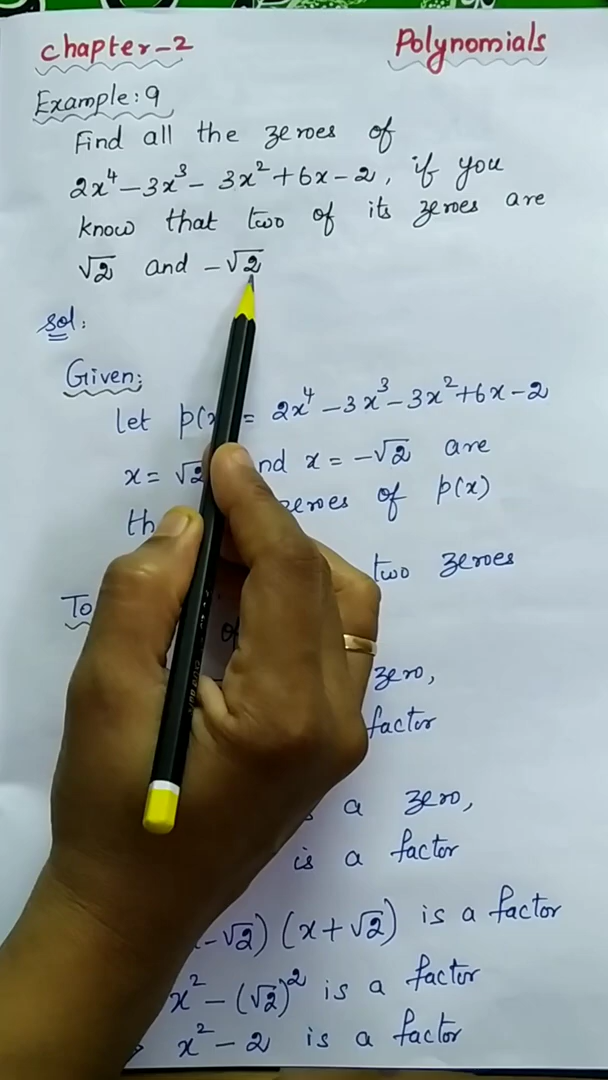 Chapter-2 Polynomials
Example: 9
Find all the zeroes of
2x⁴ – 3x³ – 3x² + 6x – 2, if you
know that two of its zeroes are
√2 and –√2
Sol:
Given:
let p(x) = 2x⁴ – 3x³ – 3x² + 6x – 2
x = √2 and x = –√2 are
zeroes of p(x)
two zeroes
To
of
zero,
factor
a zero,
is a factor
–√2) (x + √2) is a factor
x² – (√2)² is a factor
x² – 2 is a factor